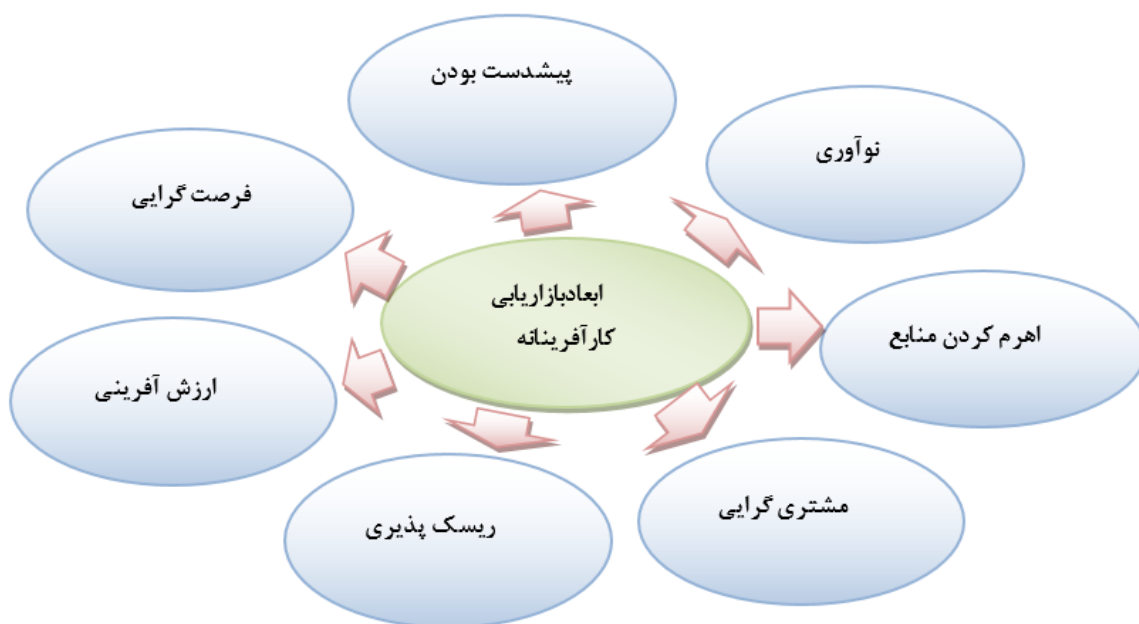 پیشدست بودن
نوآوری
فرصت گرایی
ابعادبازاریابی
کارآفرینانه
اهرم کردن منابع
ارزش آفرینی
مشتری گرایی
ریسک پذیری